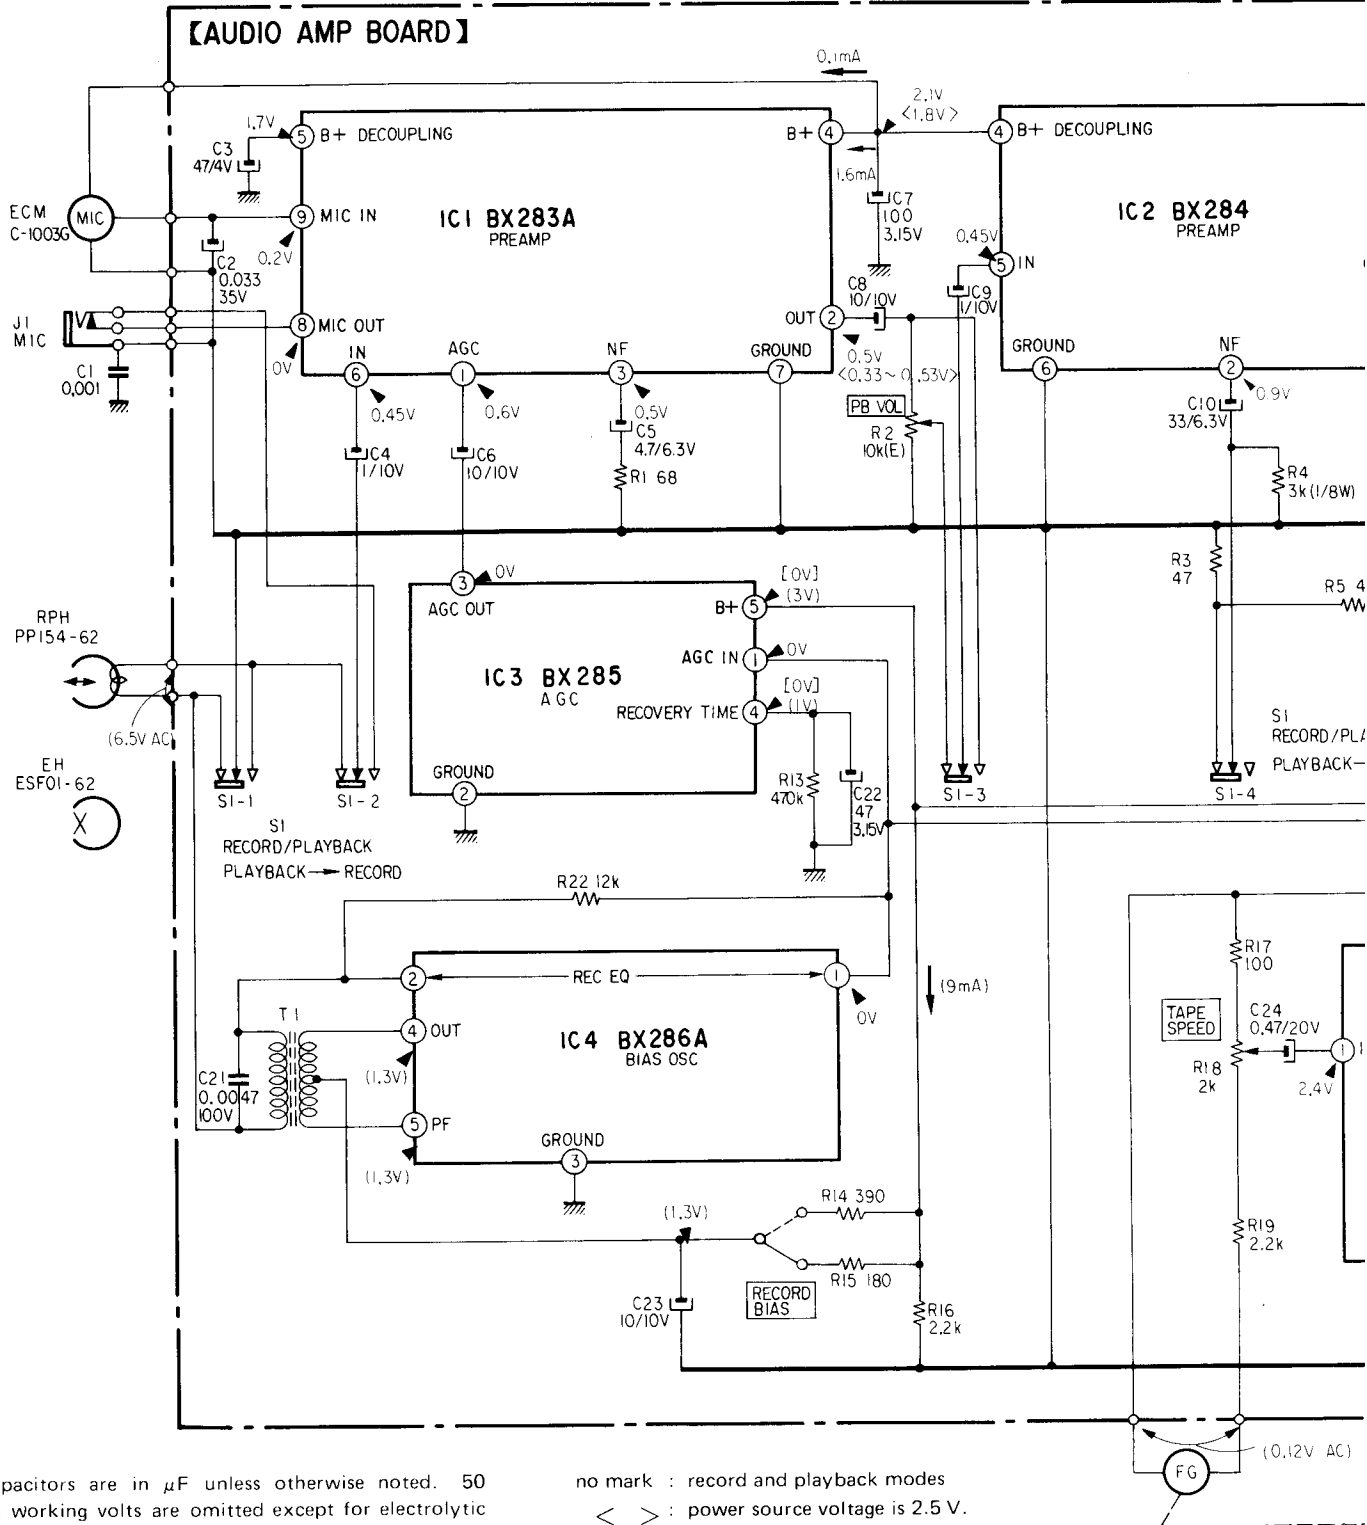 【AUDIO AMP BOARD】
0.1mA
2.1V
<1.8V>
1.7V
5 B+ DECOUPLING
B+ 4
4 B+ DECOUPLING
C3
47/4V
1.6mA
ECM
C-1003G
MIC
9 MIC IN
IC1 BX283A
PREAMP
C7
100
3.15V
IC2 BX284
PREAMP
0.2V
C2
0.033
35V
0.45V
5 IN
C8
10/10V
C9
1/10V
J1
MIC
8 MIC OUT
OUT 2
0V
IN
6
AGC
1
NF
3
GROUND
7
0.5V
<0.33~0.53V>
GROUND
6
NF
2
C1
0.001
0.45V
0.6V
0.5V
0.9V
PB VOL
C10
33/6.3V
C4
1/10V
C6
10/10V
C5
4.7/6.3V
R2
10k(E)
R1 68
R4
3k(1/8W)
R3
47
R5 4
3
0V
AGC OUT
[0V]
(3V)
B+ 5
RPH
PP154-62
IC3 BX285
AGC
AGC IN 1
0V
[0V]
(1V)
RECOVERY TIME 4
(6.5V AC)
EH
ESF01-62
GROUND
2
R13
470k
C22
47
3.15V
S1-1
S1-2
S1-3
S1-4
S1
RECORD/PLA
PLAYBACK
S1
RECORD/PLAYBACK
PLAYBACK → RECORD
R22 12k
R17
100
2
REC EQ
1
(9mA)
0V
TAPE
SPEED
C24
0.47/20V
T1
4 OUT
IC4 BX286A
BIAS OSC
1
R18
2k
2.4V
(1.3V)
C21
0.0047
100V
5 PF
GROUND
3
(1.3V)
R14 390
(1.3V)
R19
2.2k
R15 180
RECORD
BIAS
C23
10/10V
R16
2.2k
(0.12V AC)
FG
pacitors are in μF unless otherwise noted. 50
working volts are omitted except for electrolytic
no mark : record and playback modes
< > : power source voltage is 2.5 V.